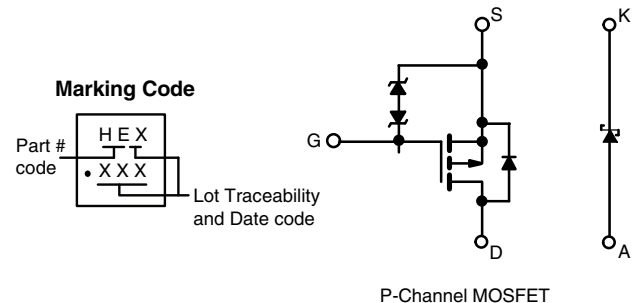 Marking Code
H E X
• X X X
Part #
code
Lot Traceability
and Date code
S
G
D
K
A
P-Channel MOSFET